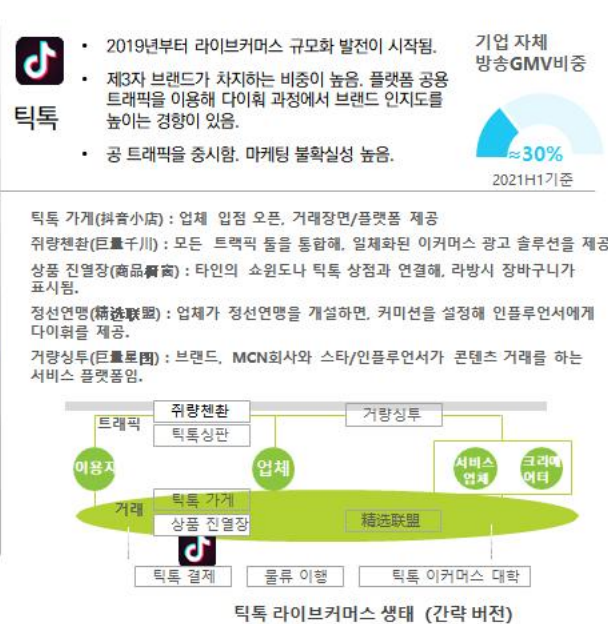 • 2019년부터 라이브커머스 규모화 발전이 시작됨.
• 제3자 브랜드가 차지하는 비중이 높음. 플랫폼 공용
트래픽을 이용해 다이훠 과정에서 브랜드 인지도를
높이는 경향이 있음.
• 공 트래픽을 중시함. 마케팅 불확실성 높음.
틱톡
기업 자체
방송GMV비중
≈30%
2021H1기준
틱톡 가게(抖音小店) : 업체 입점 오픈, 거래장면/플랫폼 제공
쥐량첸촨(巨量千川) : 모든 트랙픽 툴을 통합해, 일체화된 이커머스 광고 솔루션을 제공
상품 진열장(商品橱窗) : 타인의 쇼윈도나 틱톡 상점과 연결해, 라방시 장바구니가
표시됨.
정선연맹(精选联盟) : 업체가 정선연맹을 개설하면, 커미션을 설정해 인플루언서에게
다이훠를 제공.
거량싱투(巨量星图) : 브랜드, MCN회사와 스타/인플루언서가 콘텐츠 거래를 하는
서비스 플랫폼임.
트래픽
쥐량첸촨
틱톡싱판
거량싱투
이용자
업체
서비스
업체
크리에
이터
거래
틱톡 가게
상품 진열장
精选联盟
틱톡 결제
물류 이행
틱톡 이커머스 대학
틱톡 라이브커머스 생태 (간략 버전)